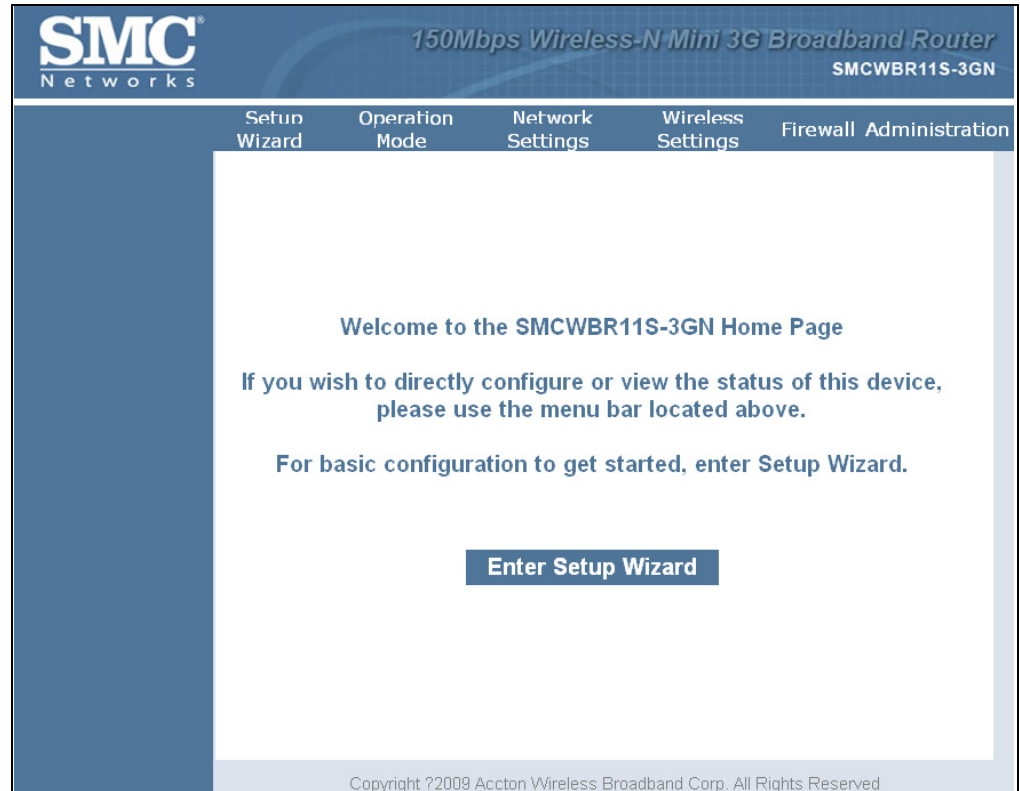 SMC®
Networks
150Mbps Wireless-N Mini 3G Broadband Router
SMCWBR11S-3GN
Setup Wizard
Operation Mode
Network Settings
Wireless Settings
Firewall
Administration
Welcome to the SMCWBR11S-3GN Home Page
If you wish to directly configure or view the status of this device,
please use the menu bar located above.
For basic configuration to get started, enter Setup Wizard.
Enter Setup Wizard
Copyright ?2009 Accton Wireless Broadband Corp. All Rights Reserved